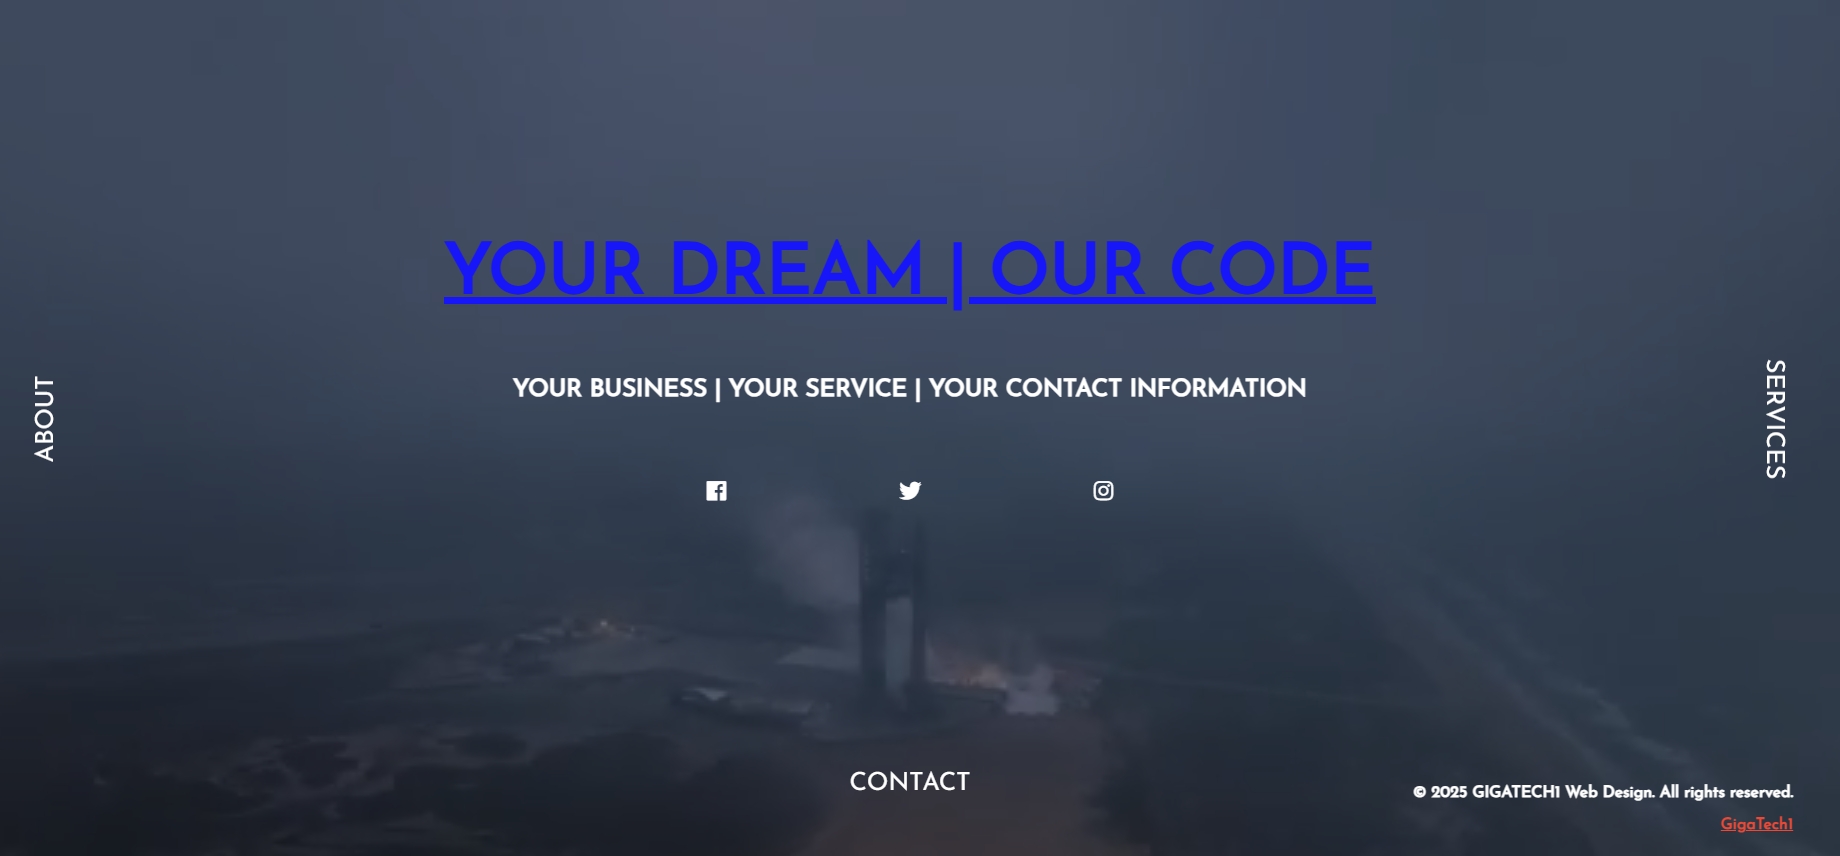 YOUR DREAM | OUR CODE
YOUR BUSINESS | YOUR SERVICE | YOUR CONTACT INFORMATION
ABOUT
SERVICES
CONTACT
© 2025 GIGATECH1 Web Design. All rights reserved.
GigaTech1